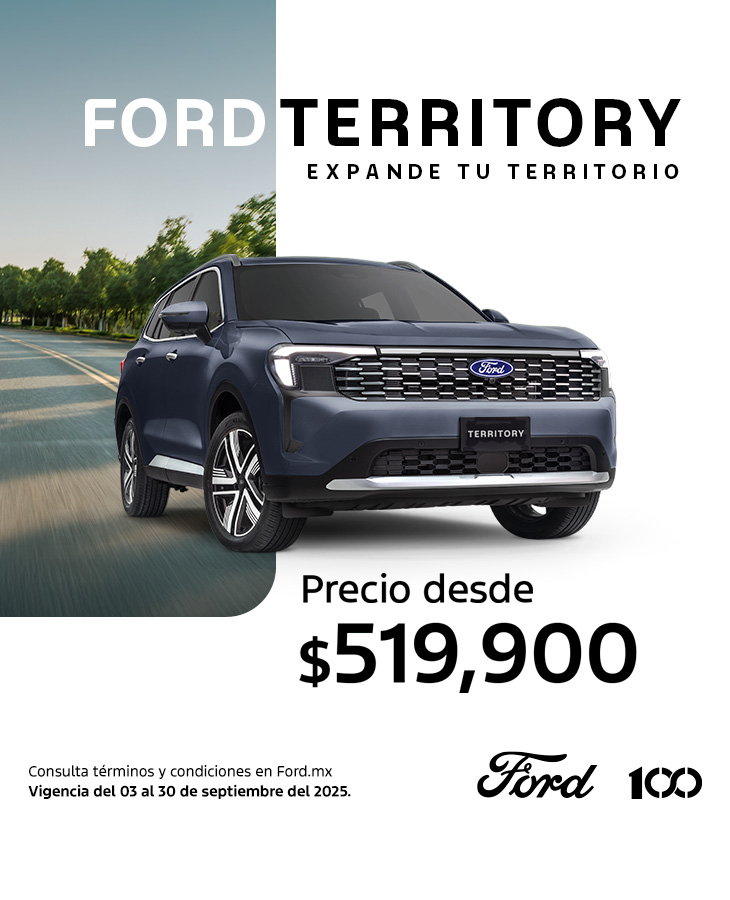 FORD TERRITORY
EXPANDE TU TERRITORIO
Ford
TERRITORY
Precio desde
$519,900
Consulta términos y condiciones en Ford.mx
Vigencia del 03 al 30 de septiembre del 2025.
Ford 100